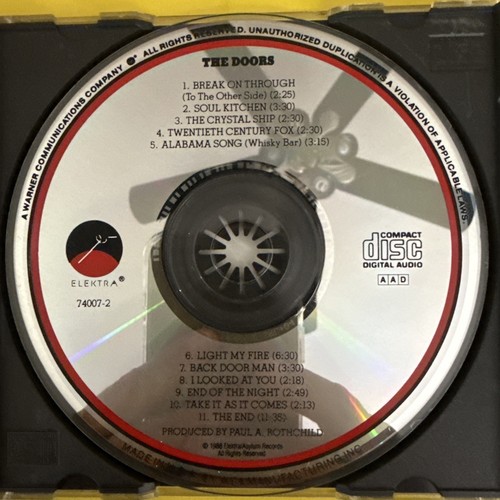 A WARNER COMMUNICATIONS COMPANY ALL RIGHTS RESERVED. UNAUTHORIZED DUPLICATION IS A VIOLATION OF APPLICABLE LAWS.
THE DOORS
1. BREAK ON THROUGH
(To The Other Side) (2:25)
2. SOUL KITCHEN (3:30)
3. THE CRYSTAL SHIP (2:30)
4. TWENTIETH CENTURY FOX (2:30)
5. ALABAMA SONG (Whisky Bar) (3:15)
COMPACT
disc
DIGITAL AUDIO
AAD
ELEKTRA®
74007-2
6. LIGHT MY FIRE (6:30)
7. BACK DOOR MAN (3:30)
8. I LOOKED AT YOU (2:18)
9. END OF THE NIGHT (2:49)
10. TAKE IT AS IT COMES (2:13)
11. THE END (11:35)
PRODUCED BY PAUL A. ROTHCHILD
Elektra/Asylum Records
All Rights Reserved.
MADE IN MANUFACTURING INC.